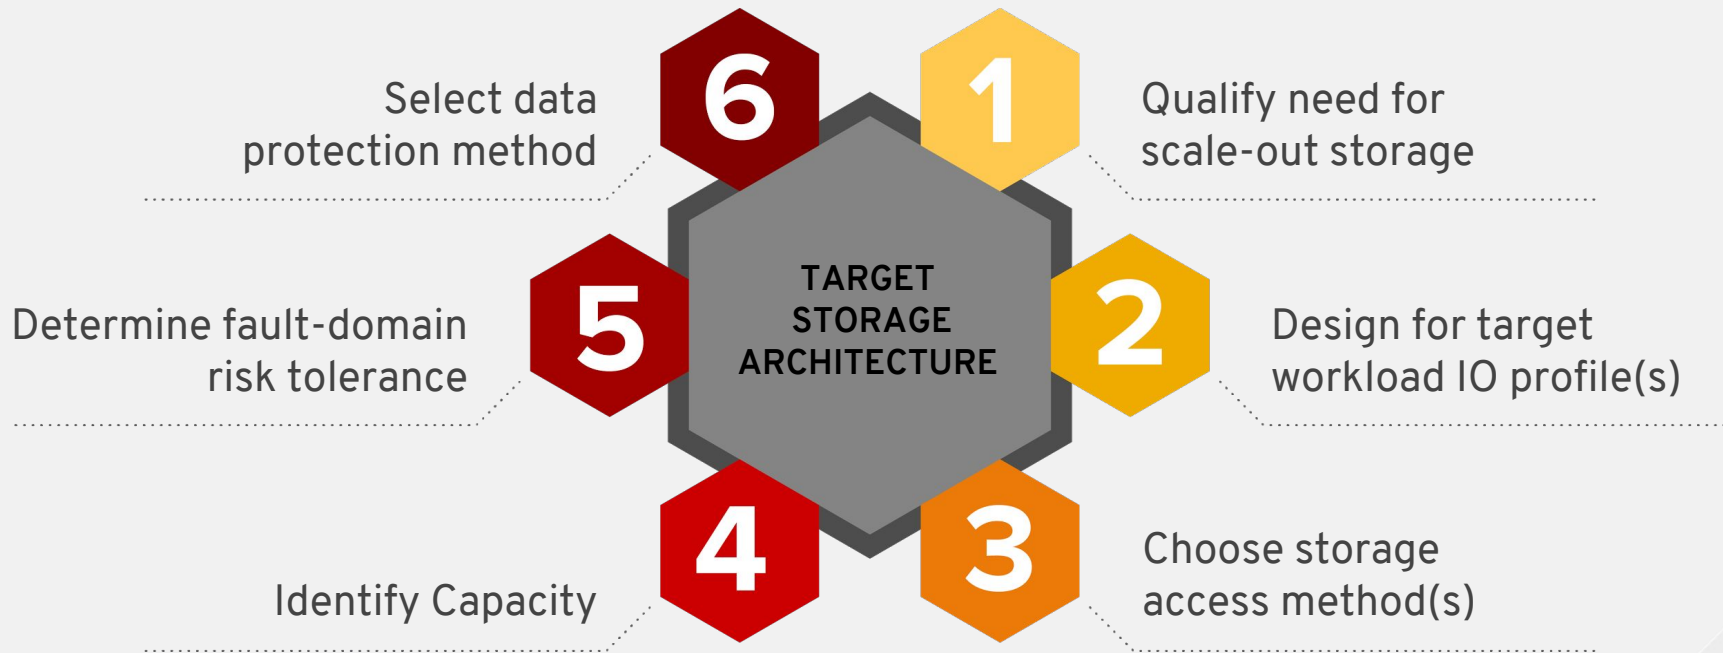 6
Select data
protection method
1
Qualify need for
scale-out storage
TARGET
STORAGE
ARCHITECTURE
5
Determine fault-domain
risk tolerance
2
Design for target
workload IO profile(s)
4
Identify Capacity
3
Choose storage
access method(s)